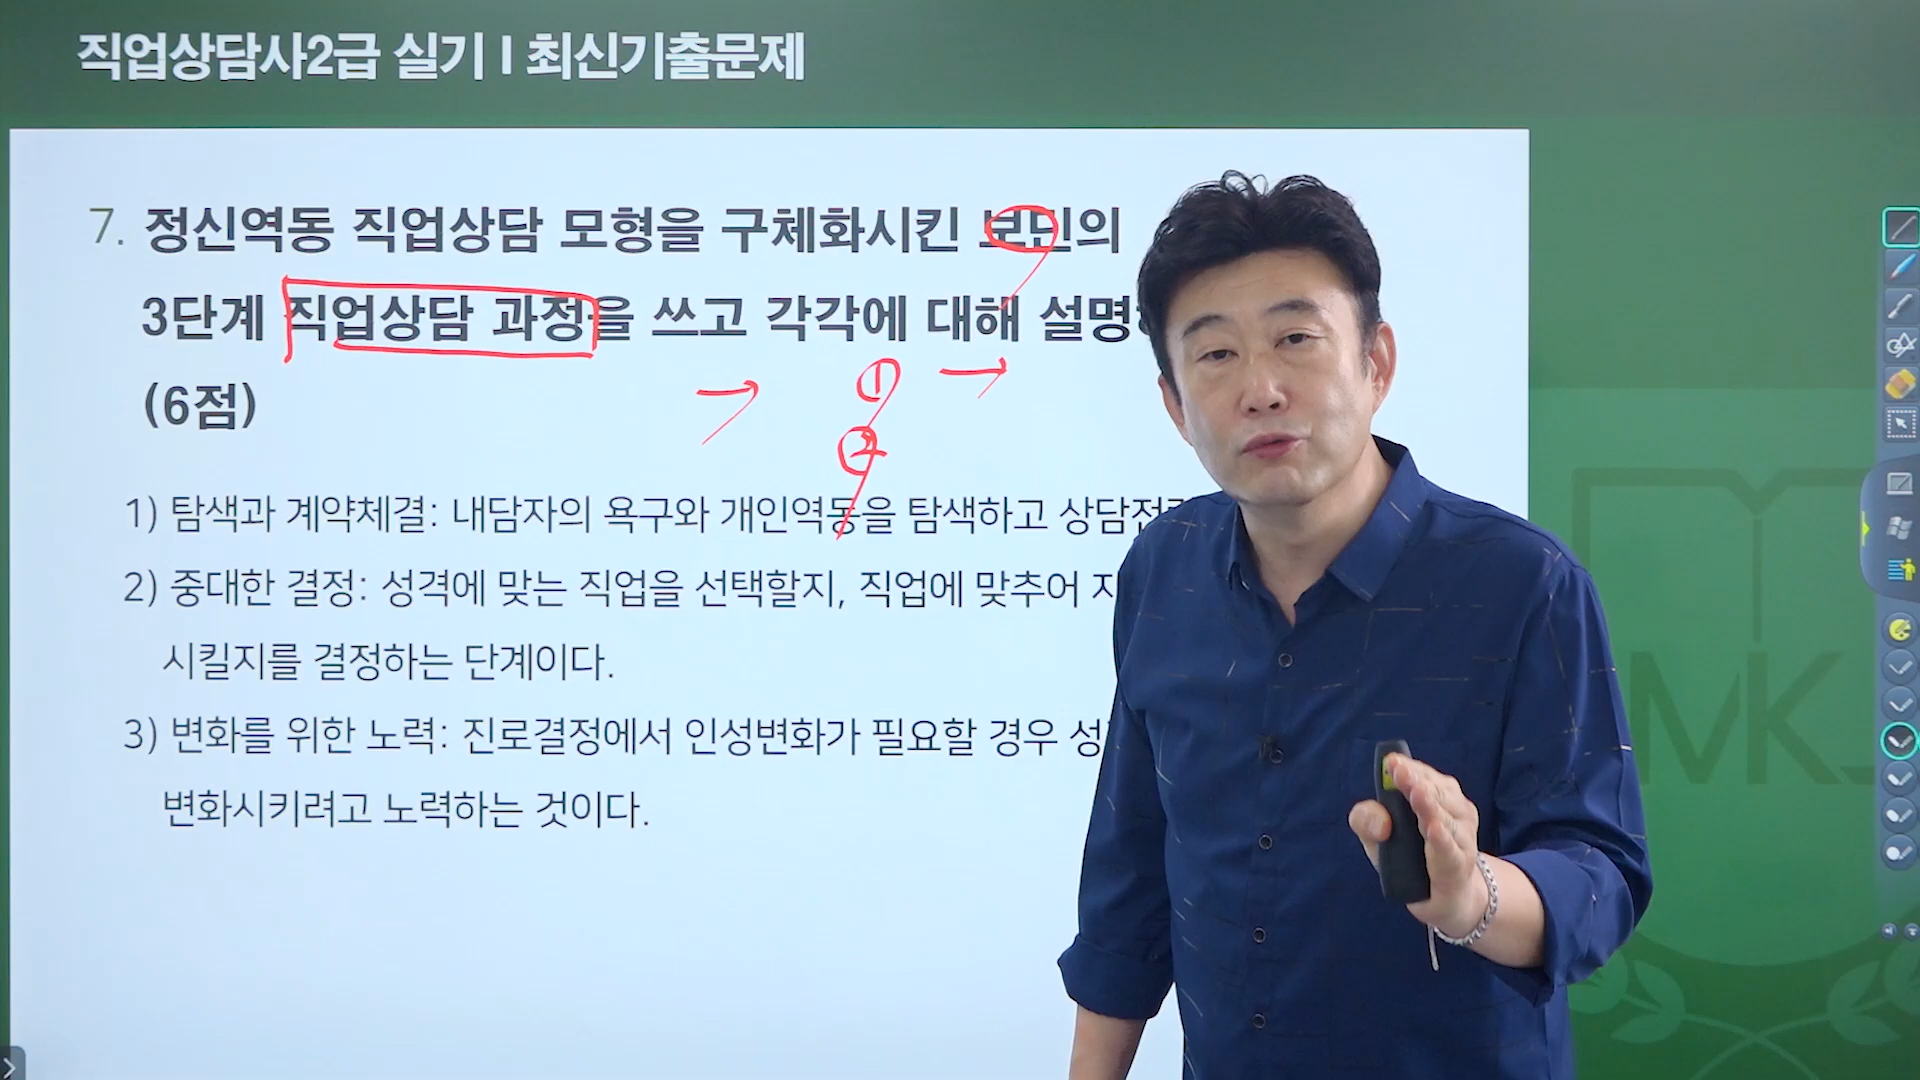 직업상담사2급 실기 I 최신기출문제
7. 정신역동 직업상담 모형을 구체화시킨 보딘의
3단계 직업상담 과정을 쓰고 각각에 대해 설명
(6점)
→ ① →
②
1) 탐색과 계약체결: 내담자의 욕구와 개인역동을 탐색하고 상담전
2) 중대한 결정: 성격에 맞는 직업을 선택할지, 직업에 맞추어
시킬지를 결정하는 단계이다.
3) 변화를 위한 노력: 진로결정에서 인성변화가 필요할 경우 성
변화시키려고 노력하는 것이다.
MK